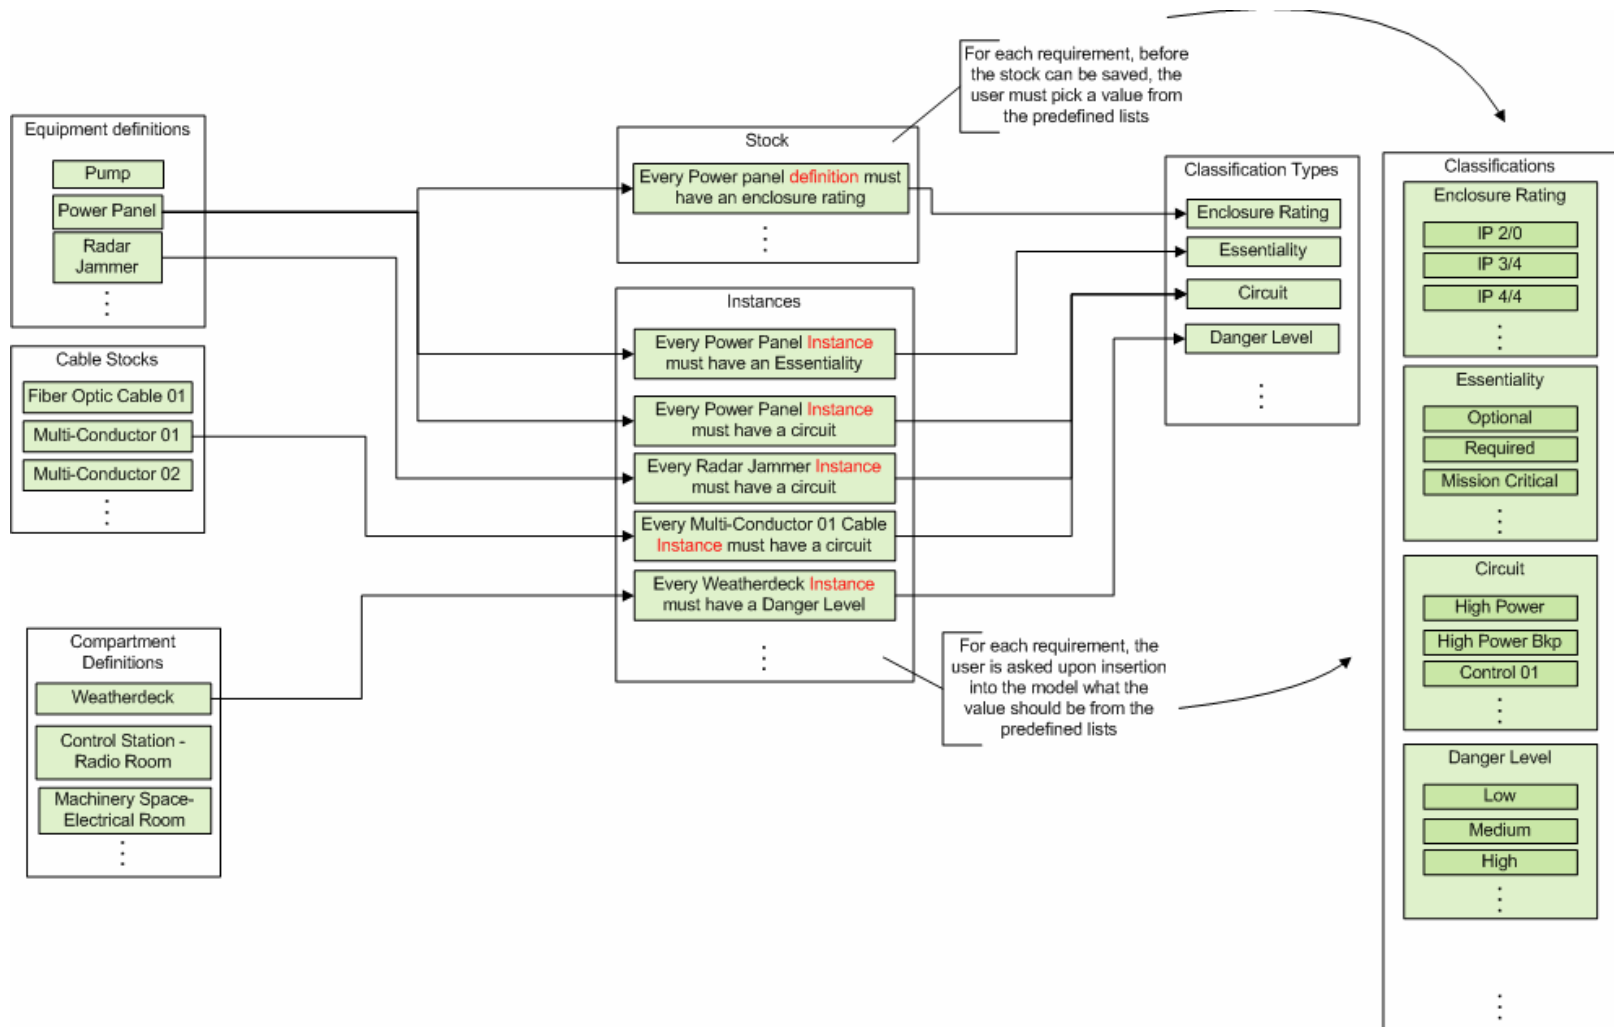 For each requirement, before
the stock can be saved, the
user must pick a value from
the predefined lists
Equipment definitions
Pump
Power Panel
Radar
Jammer
Cable Stocks
Fiber Optic Cable 01
Multi-Conductor 01
Multi-Conductor 02
Compartment
Definitions
Weatherdeck
Control Station -
Radio Room
Machinery Space-
Electrical Room
Stock
Every Power panel definition must
have an enclosure rating
Instances
Every Power Panel Instance
must have an Essentiality
Every Power Panel Instance
must have a circuit
Every Radar Jammer Instance
must have a circuit
Every Multi-Conductor 01 Cable
Instance must have a circuit
Every Weatherdeck Instance
must have a Danger Level
For each requirement, the
user is asked upon insertion
into the model what the
value should be from the
predefined lists
Classification Types
Enclosure Rating
Essentiality
Circuit
Danger Level
Classifications
Enclosure Rating
IP 2/0
IP 3/4
IP 4/4
Essentiality
Optional
Required
Mission Critical
Circuit
High Power
High Power Bkp
Control 01
Danger Level
Low
Medium
High